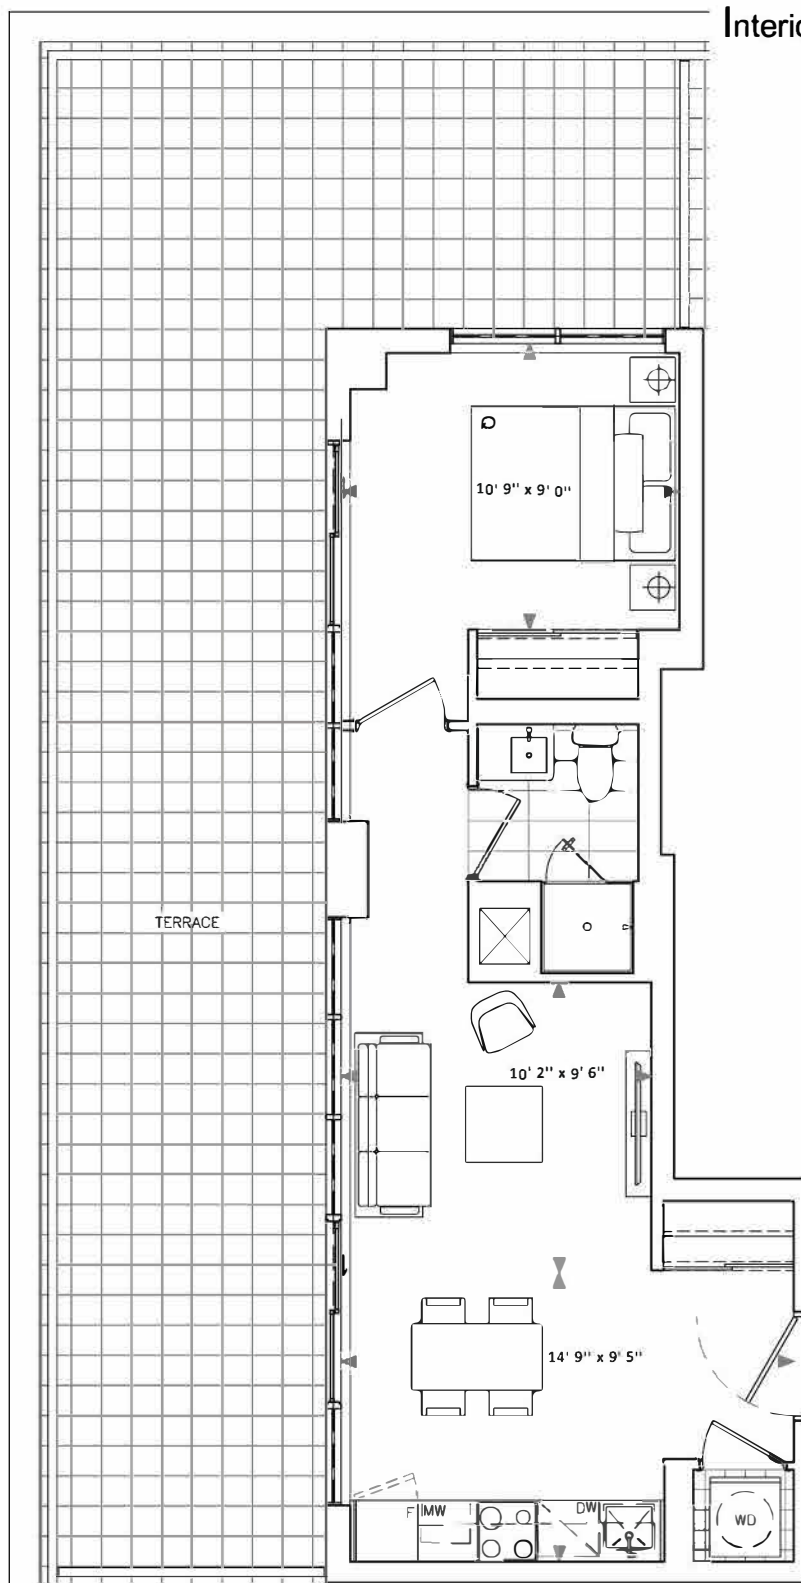 Interio
10' 9" x 9' 0"
TERRACE
10' 2" x 9' 6"
14' 9" x 9' 5"
F MW DW
WD